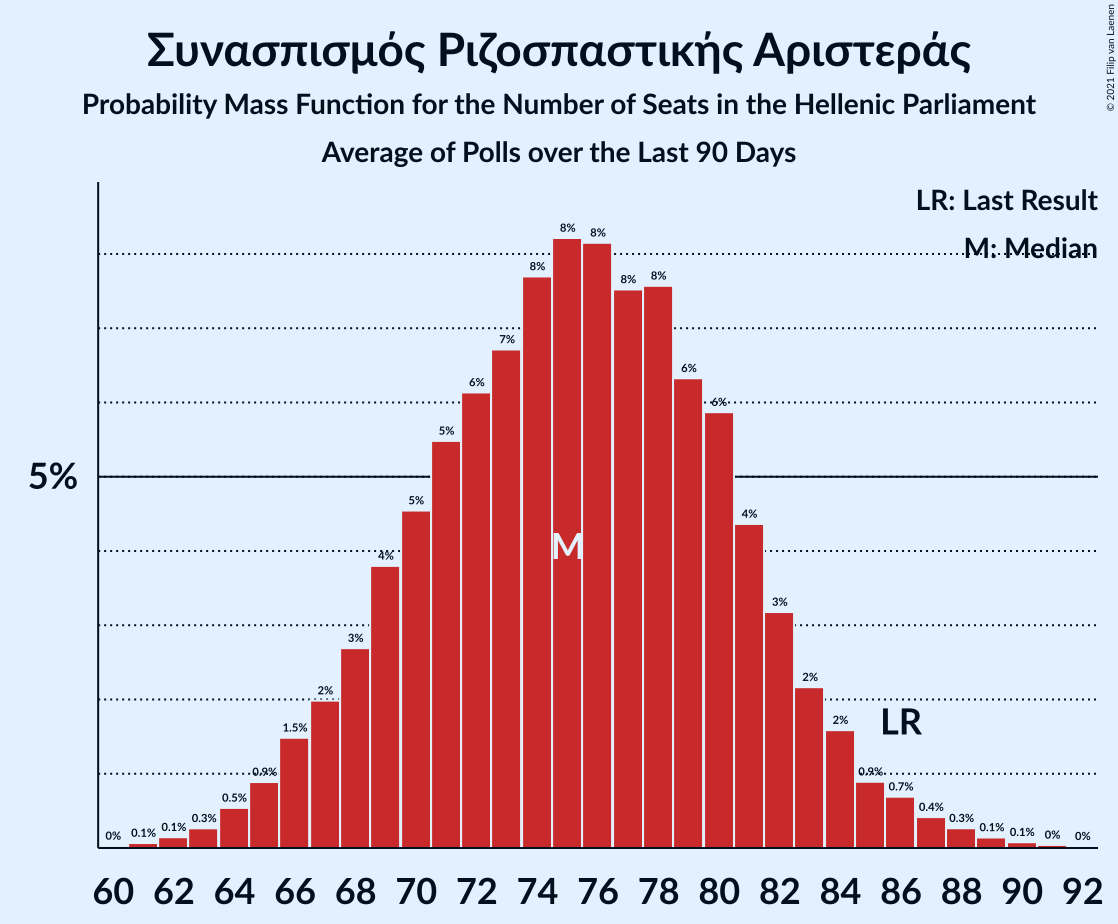 Συνασπισμός Ριζοσπαστικής Αριστεράς
Probability Mass Function for the Number of Seats in the Hellenic Parliament
Average of Polls over the Last 90 Days
© 2021 Filip van Laenen
LR: Last Result
M: Median
5%
0% 0.1% 0.1% 0.3% 0.5% 0.9% 1.5% 2% 3% 4% 5% 5% 6% 7% 8% 8% 8% 8% 8% 6% 6% 4% 3% 2% 2% 0.9% 0.7% 0.4% 0.3% 0.1% 0.1% 0% 0%
M
LR
60 62 64 66 68 70 72 74 76 78 80 82 84 86 88 90 92